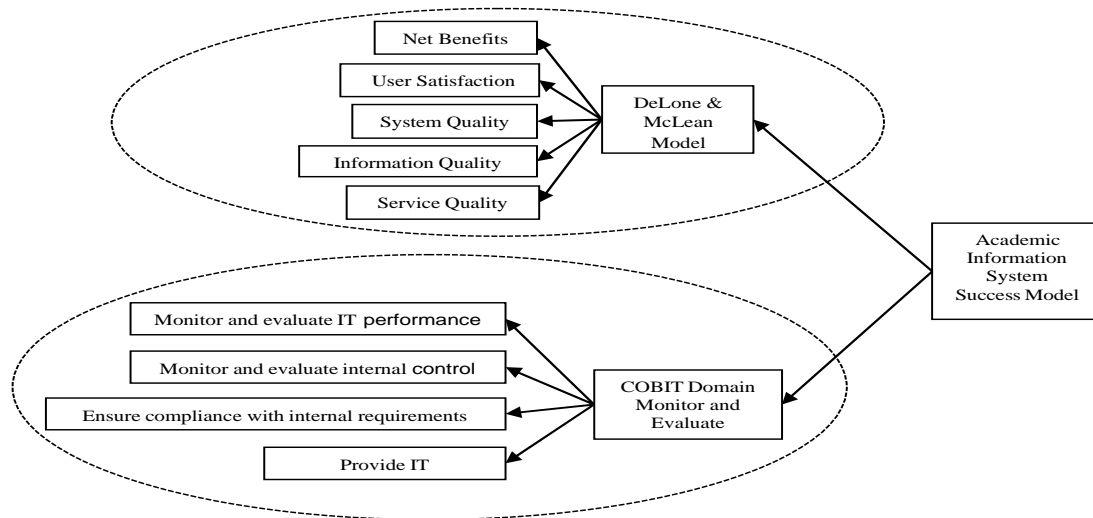 Net Benefits
User Satisfaction
System Quality
Information Quality
Service Quality
DeLone &
McLean
Model
Academic
Information
System
Success Model
Monitor and evaluate IT performance
Monitor and evaluate internal control
Ensure compliance with internal requirements
Provide IT
COBIT Domain
Monitor and
Evaluate